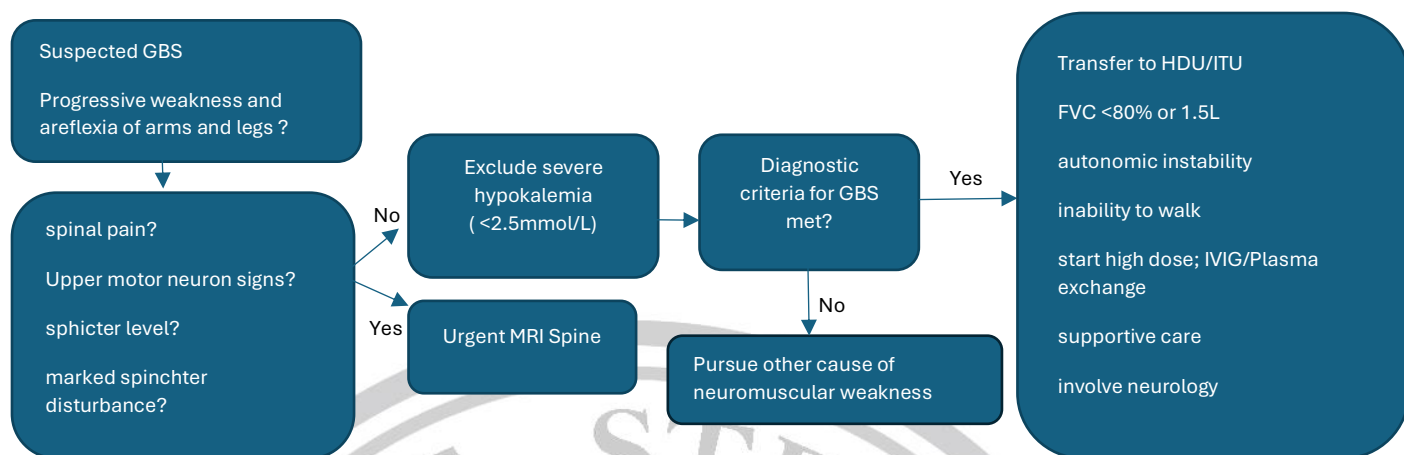 Suspected GBS
Progressive weakness and
areflexia of arms and legs ?
spinal pain?
Upper motor neuron signs?
sphicter level?
marked spinchter
disturbance?
No
Yes
Exclude severe
hypokalemia
( <2.5mmol/L)
Urgent MRI Spine
Diagnostic
criteria for GBS
met?
Yes
No
Pursue other cause of
neuromuscular weakness
Transfer to HDU/ITU
FVC <80% or 1.5L
autonomic instability
inability to walk
start high dose; IVIG/Plasma
exchange
supportive care
involve neurology